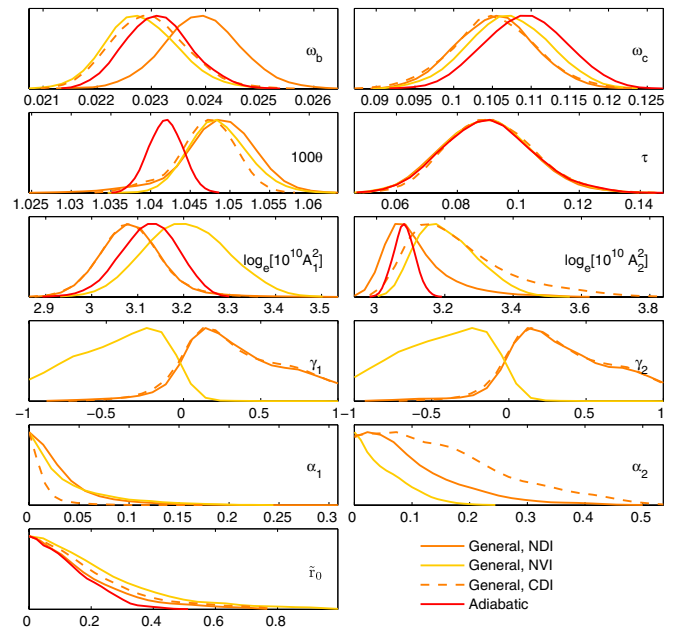 ω_b
0.021 0.022 0.023 0.024 0.025 0.026
ω_c
0.09 0.095 0.1 0.105 0.11 0.115 0.12 0.125
100θ
1.025 1.03 1.035 1.04 1.045 1.05 1.055 1.06
τ
0.06 0.08 0.1 0.12 0.14
log_e[10^10 A_1^2]
2.9 3 3.1 3.2 3.3 3.4 3.5
log_e[10^10 A_2^2]
3 3.2 3.4 3.6 3.8
γ_1
−1 −0.5 0 0.5 1
γ_2
−1 −0.5 0 0.5 1
α_1
0 0.05 0.1 0.15 0.2 0.25 0.3
α_2
0 0.1 0.2 0.3 0.4 0.5
r̃_0
0 0.2 0.4 0.6 0.8
General, NDI
General, NVI
General, CDI
Adiabatic